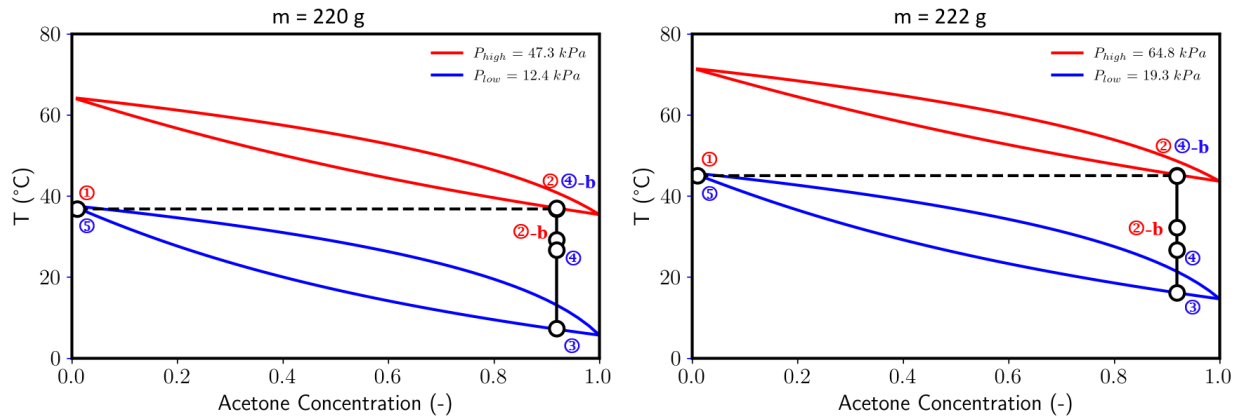 m = 220 g
P_high = 47.3 kPa
P_low = 12.4 kPa
80
60
40
20
0
T (°C)
①
⑤
② ④-b
②-b
④
③
0.0 0.2 0.4 0.6 0.8 1.0
Acetone Concentration (-)
m = 222 g
P_high = 64.8 kPa
P_low = 19.3 kPa
80
60
40
20
0
T (°C)
①
⑤
② ④-b
②-b
④
③
0.0 0.2 0.4 0.6 0.8 1.0
Acetone Concentration (-)